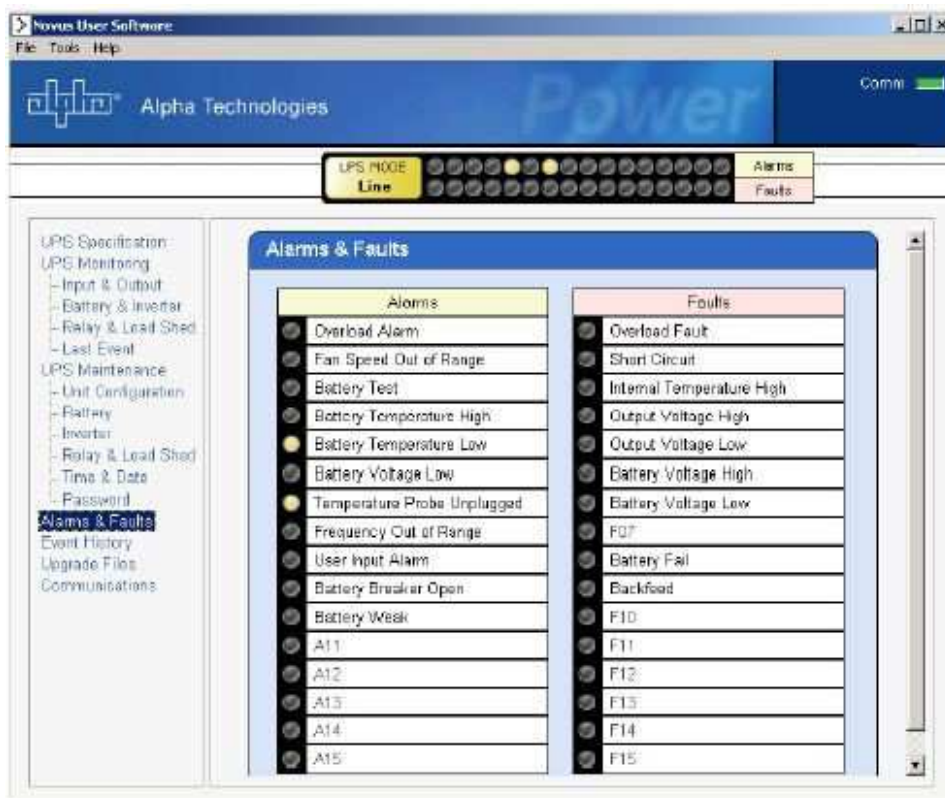 Novus User Software
File Tools Help
alpha® Alpha Technologies
Power
Comm
UPS MODE
Line
Alarms
Faults
UPS Specification
UPS Monitoring
Input & Output
Battery & Inverter
Relay & Load Shed
Last Event
UPS Maintenance
Unit Configuration
Battery
Inverter
Relay & Load Shed
Time & Date
Password
Alarms & Faults
Event History
Upgrade Files
Communications
Alarms & Faults
Alarms
Overload Alarm
Fan Speed Out of Range
Battery Test
Battery Temperature High
Battery Temperature Low
Battery Voltage Low
Temperature Probe Unplugged
Frequency Out of Range
User Input Alarm
Battery Breaker Open
Battery Weak
A11
A12
A13
A14
A15
Faults
Overload Fault
Short Circuit
Internal Temperature High
Output Voltage High
Output Voltage Low
Battery Voltage High
Battery Voltage Low
F07
Battery Fail
Backfeed
F10
F11
F12
F13
F14
F15